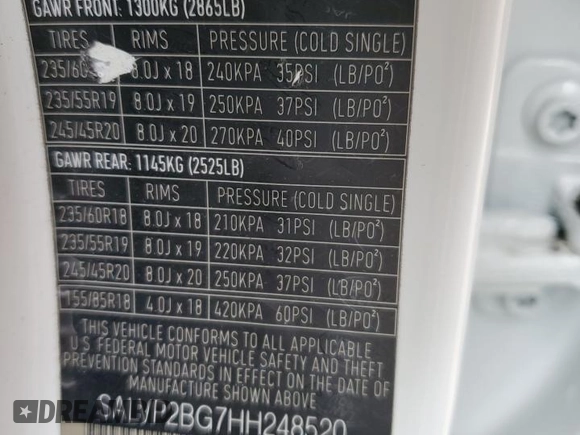 GAWR FRONT: 1300KG (2865LB)
TIRES RIMS PRESSURE (COLD SINGLE)
235/60 8.0J x 18 240KPA 35PSI (LB/PO²)
235/55R19 8.0J x 19 250KPA 37PSI (LB/PO²)
245/45R20 8.0J x 20 270KPA 40PSI (LB/PO²)
GAWR REAR: 1145KG (2525LB)
TIRES RIMS PRESSURE (COLD SINGLE)
235/60R18 8.0J x 18 210KPA 31PSI (LB/PO²)
235/55R19 8.0J x 19 220KPA 32PSI (LB/PO²)
245/45R20 8.0J x 20 250KPA 37PSI (LB/PO²)
155/85R18 4.0J x 18 420KPA 60PSI (LB/PO²)
THIS VEHICLE CONFORMS TO ALL APPLICABLE
U.S. FEDERAL MOTOR VEHICLE SAFETY AND THEFT
PREVENTION STANDARDS IN EFFECT ON THE DATE
OF MANUFACTURE SHOWN ABOVE.
SALVP2BG7HH248520
DEALERSHIPS.COM